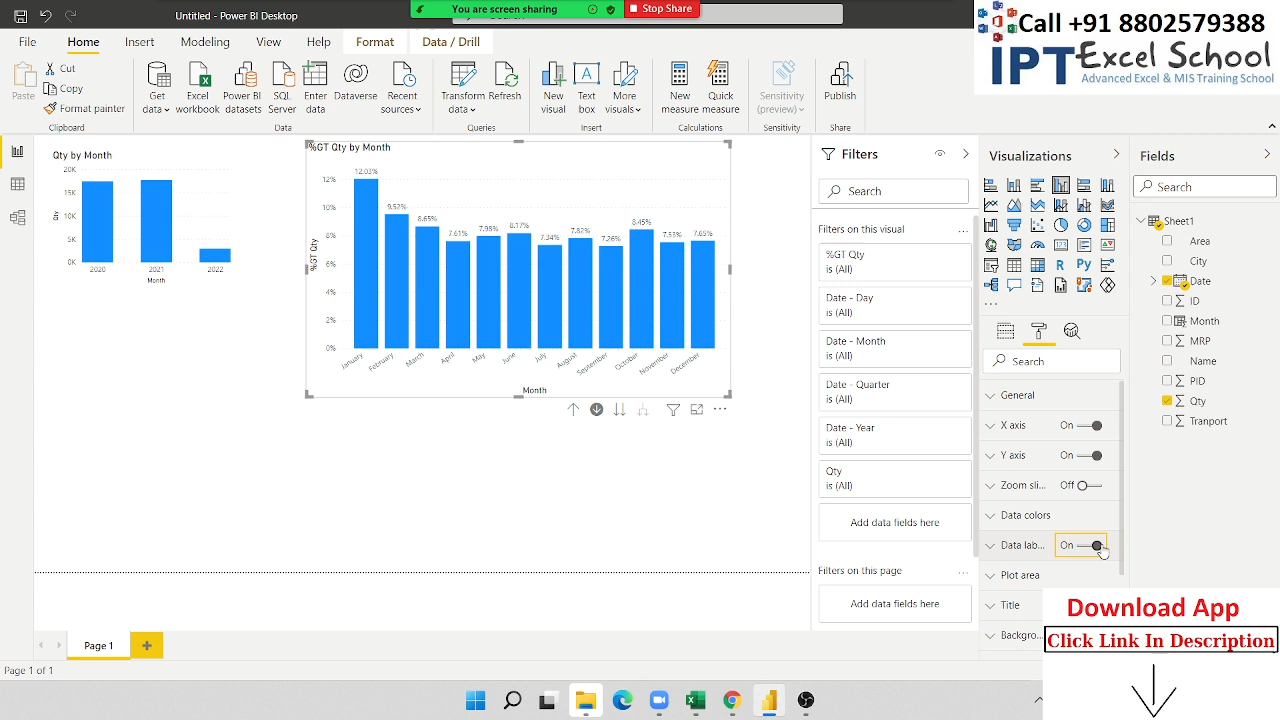 Untitled - Power BI Desktop
You are screen sharing
Stop Share
Call +91 8802579388
IPT Excel School
Advanced Excel & MIS Training School
File
Home
Insert
Modeling
View
Help
Format
Data / Drill
Paste
Cut
Copy
Format painter
Get data
Excel workbook
Power BI datasets
SQL Server
Enter data
Dataverse
Recent sources
Transform data
Refresh
New visual
Text box
More visuals
New measure
Quick measure
Sensitivity (preview)
Publish
Clipboard
Data
Queries
Insert
Calculations
Sensitivity
Share
Qty by Month
20K
15K
10K
5K
0K
Qty
2020
2021
2022
Month
%GT Qty by Month
12%
10%
8%
6%
4%
2%
0%
%GT Qty
12.03%
9.52%
8.65%
7.61%
7.98%
8.17%
7.34%
7.82%
7.26%
8.45%
7.53%
7.65%
January
February
March
April
May
June
July
August
September
October
November
December
Month
Filters
Search
Filters on this visual
%GT Qty
is (All)
Date - Day
is (All)
Date - Month
is (All)
Date - Quarter
is (All)
Date - Year
is (All)
Qty
is (All)
Add data fields here
Filters on this page
Add data fields here
Visualizations
R
Py
123
Search
General
X axis On
Y axis On
Zoom sli... Off
Data colors
Data lab... On
Plot area
Title
Backgro...
Fields
Search
Sheet1
Area
City
Date
ID
Month
MRP
Name
PID
Qty
Tranport
Download App
Click Link In Description
Page 1
Page 1 of 1